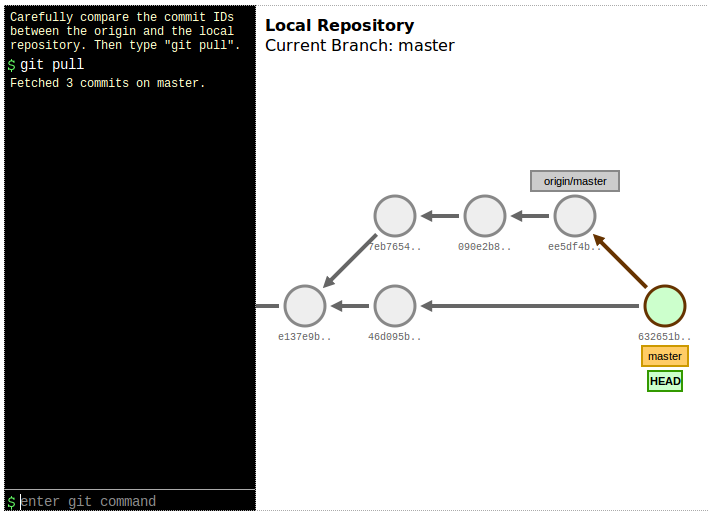 Carefully compare the commit IDs
between the origin and the local
repository. Then type "git pull".
$ git pull
Fetched 3 commits on master.
$ enter git command
Local Repository
Current Branch: master
origin/master
7eb7654..
090e2b8..
ee5df4b..
e137e9b..
46d095b..
632651b..
master
HEAD